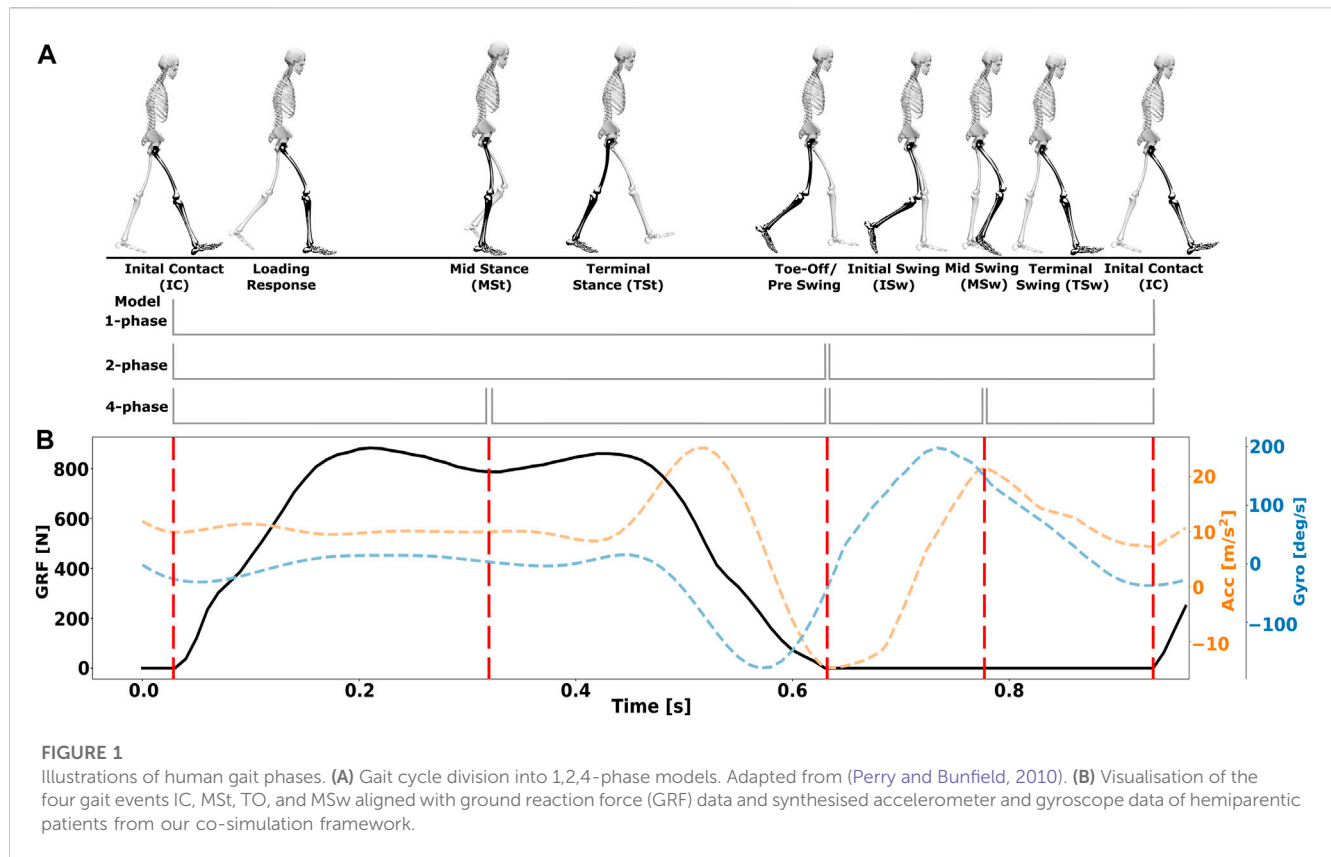 A
Inital Contact (IC)
Loading Response
Mid Stance (MSt)
Terminal Stance (TSt)
Toe-Off/ Pre Swing
Initial Swing (ISw)
Mid Swing (MSw)
Terminal Swing (TSw)
Inital Contact (IC)
Model
1-phase
2-phase
4-phase
B
GRF [N]
800
600
400
200
0
0.0
0.2
0.4
0.6
0.8
Time [s]
20
10
0
−10
Acc [m/s²]
200
100
0
−100
Gyro [deg/s]
FIGURE 1
Illustrations of human gait phases. (A) Gait cycle division into 1,2,4-phase models. Adapted from (Perry and Bunfield, 2010). (B) Visualisation of the
four gait events IC, MSt, TO, and MSw aligned with ground reaction force (GRF) data and synthesised accelerometer and gyroscope data of hemiparentic
patients from our co-simulation framework.